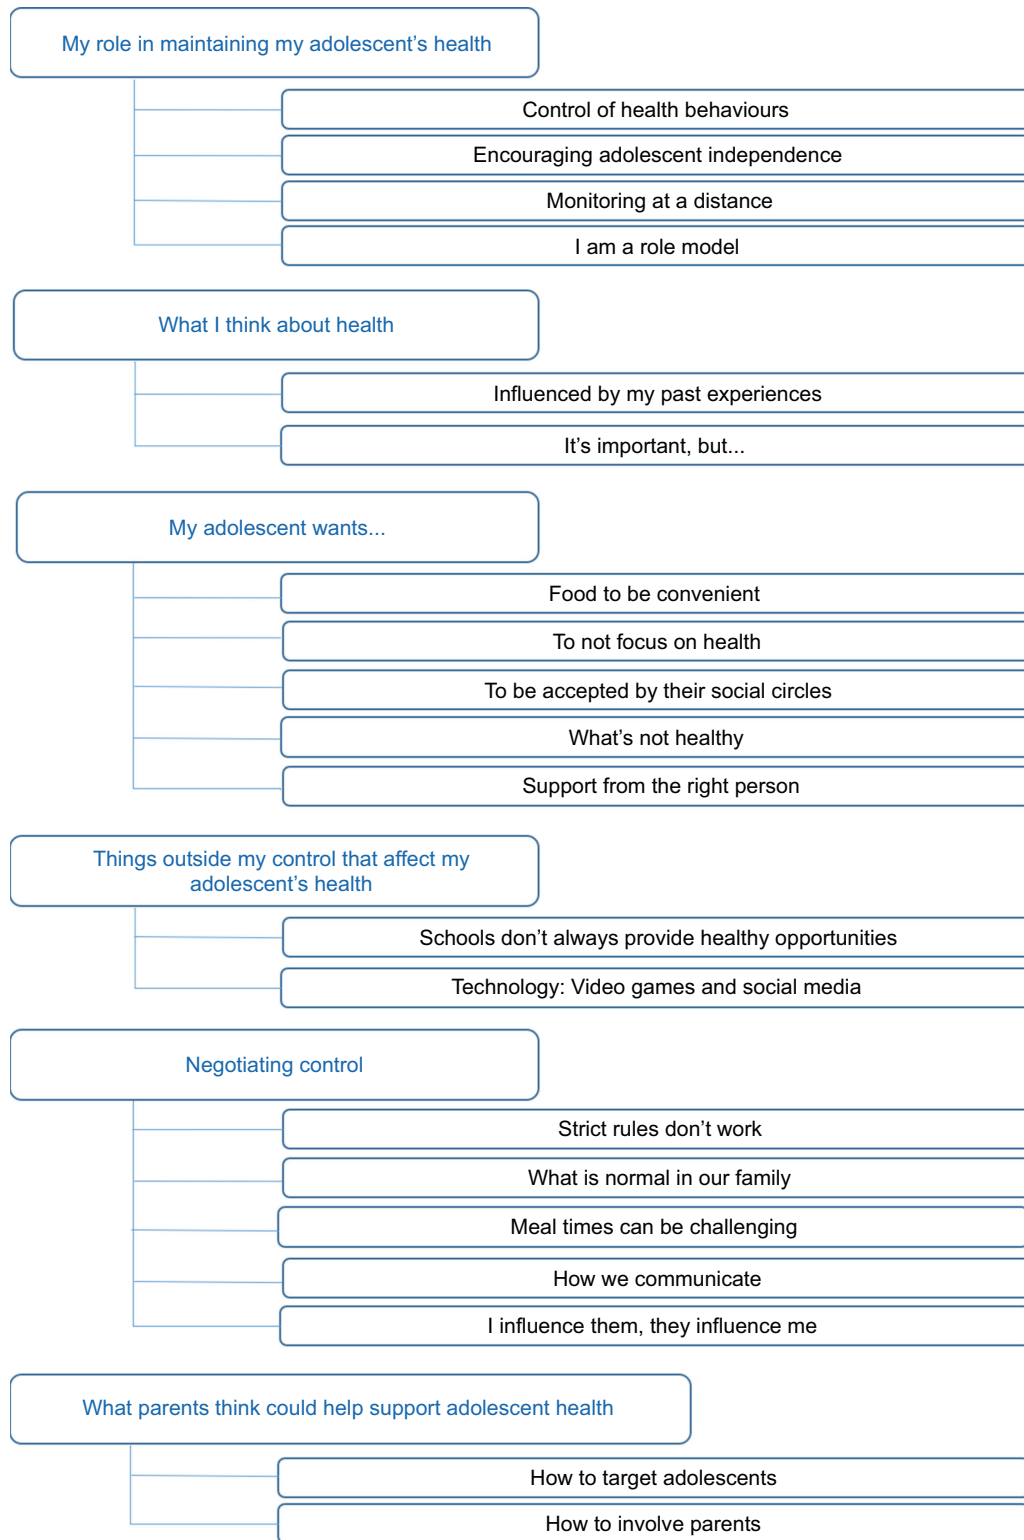 My role in maintaining my adolescent’s health
Control of health behaviours
Encouraging adolescent independence
Monitoring at a distance
I am a role model
What I think about health
Influenced by my past experiences
It’s important, but...
My adolescent wants...
Food to be convenient
To not focus on health
To be accepted by their social circles
What’s not healthy
Support from the right person
Things outside my control that affect my
adolescent’s health
Schools don’t always provide healthy opportunities
Technology: Video games and social media
Negotiating control
Strict rules don’t work
What is normal in our family
Meal times can be challenging
How we communicate
I influence them, they influence me
What parents think could help support adolescent health
How to target adolescents
How to involve parents